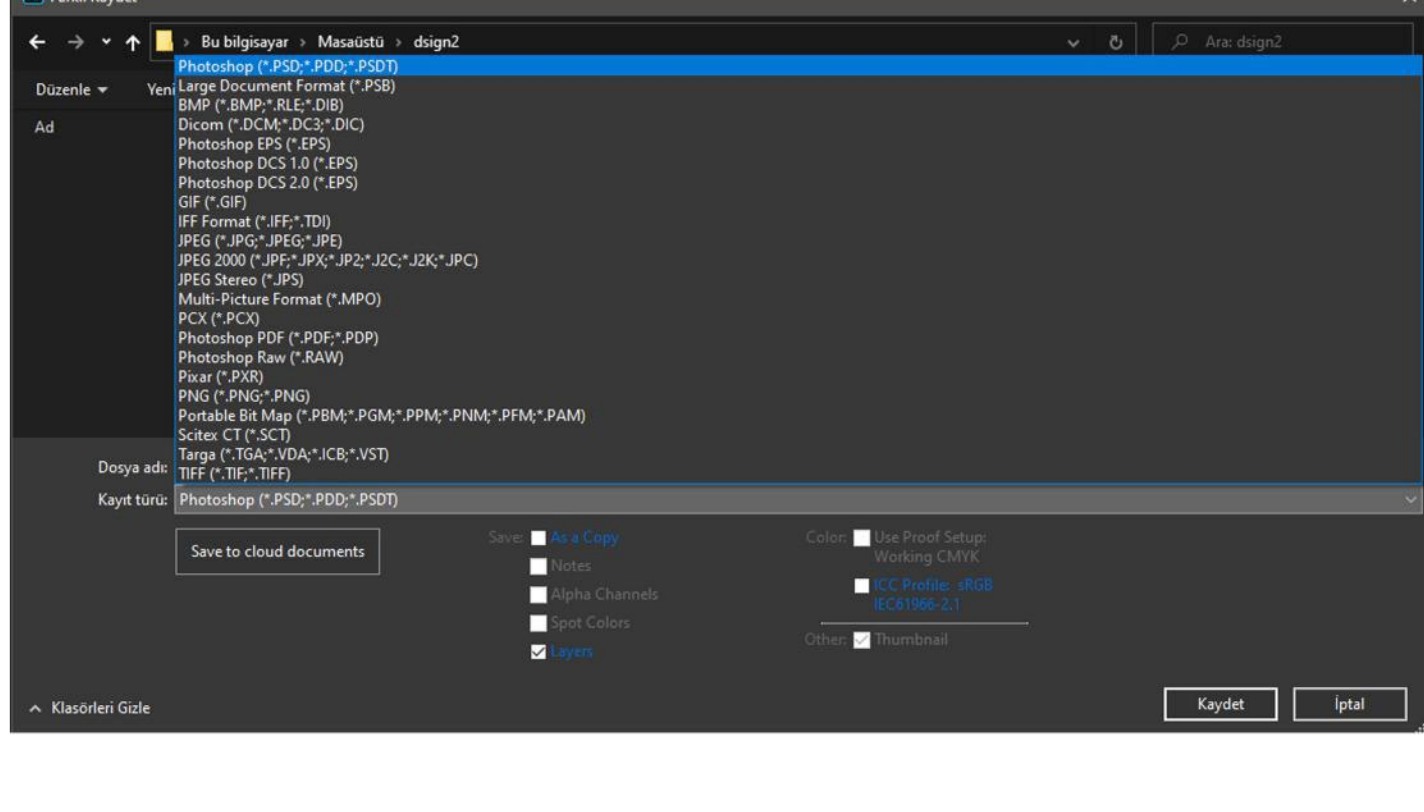 Farklı Kaydet
Bu bilgisayar › Masaüstü › dsign2
Ara: dsign2
Düzenle
Yeni
Ad
Photoshop (*.PSD;*.PDD;*.PSDT)
Large Document Format (*.PSB)
BMP (*.BMP;*.RLE;*.DIB)
Dicom (*.DCM;*.DC3;*.DIC)
Photoshop EPS (*.EPS)
Photoshop DCS 1.0 (*.EPS)
Photoshop DCS 2.0 (*.EPS)
GIF (*.GIF)
IFF Format (*.IFF;*.TDI)
JPEG (*.JPG;*.JPEG;*.JPE)
JPEG 2000 (*.JPF;*.JPX;*.JP2;*.J2C;*.J2K;*.JPC)
JPEG Stereo (*.JPS)
Multi-Picture Format (*.MPO)
PCX (*.PCX)
Photoshop PDF (*.PDF;*.PDP)
Photoshop Raw (*.RAW)
Pixar (*.PXR)
PNG (*.PNG;*.PNG)
Portable Bit Map (*.PBM;*.PGM;*.PPM;*.PNM;*.PFM;*.PAM)
Scitex CT (*.SCT)
Targa (*.TGA;*.VDA;*.ICB;*.VST)
TIFF (*.TIF;*.TIFF)
Dosya adı:
Kayıt türü: Photoshop (*.PSD;*.PDD;*.PSDT)
Save to cloud documents
Save: As a Copy
Notes
Alpha Channels
Spot Colors
Layers
Color: Use Proof Setup:
Working CMYK
ICC Profile: sRGB
IEC61966-2.1
Other: Thumbnail
Klasörleri Gizle
Kaydet
İptal